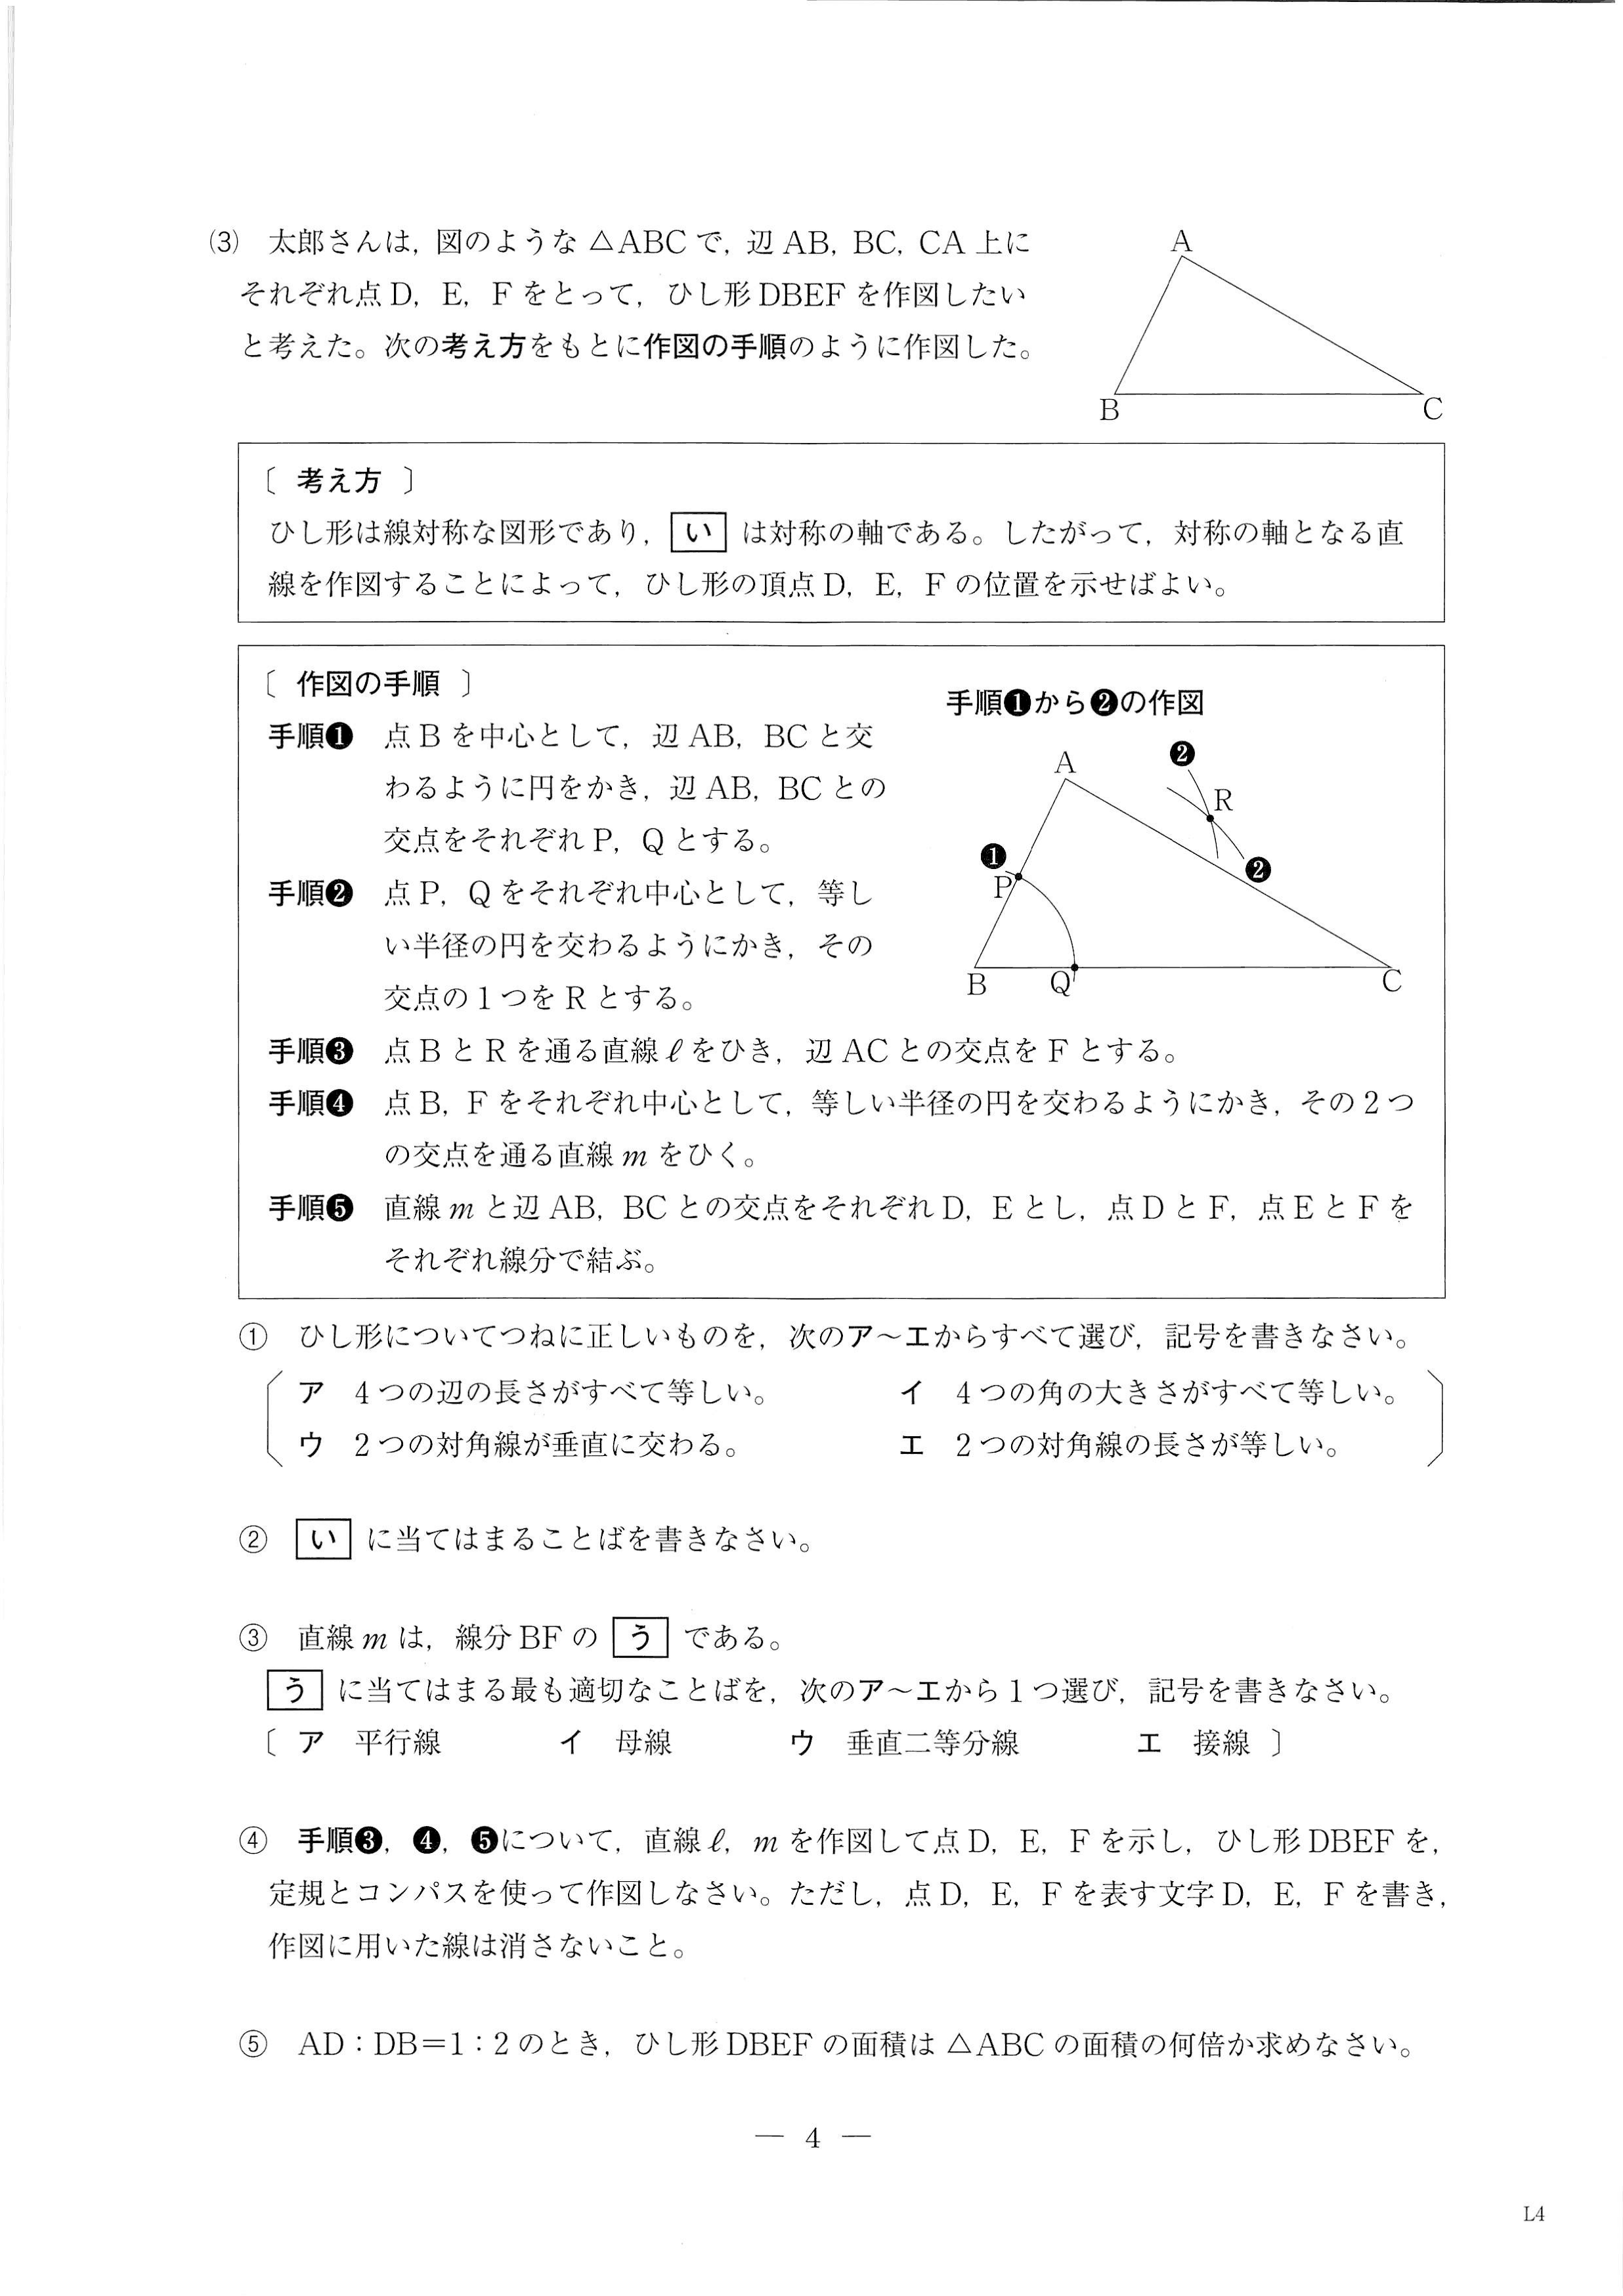 (3) 太郎さんは，図のような △ABC で，辺 AB，BC，CA 上に
それぞれ点 D，E，F をとって，ひし形 DBEF を作図したい
と考えた。次の考え方をもとに作図の手順のように作図した。
A
B
C
〔 考え方 〕
ひし形は線対称な図形であり， い は対称の軸である。したがって，対称の軸となる直
線を作図することによって，ひし形の頂点 D，E，F の位置を示せばよい。
〔 作図の手順 〕
手順❶ 点 B を中心として，辺 AB，BC と交
わるように円をかき，辺 AB，BC との
交点をそれぞれ P，Q とする。
手順❷ 点 P，Q をそれぞれ中心として，等し
い半径の円を交わるようにかき，その
交点の1つを R とする。
手順❶から❷の作図
A
❷
R
❶
P
❷
B
Q
C
手順❸ 点 B と R を通る直線 ℓ をひき，辺 AC との交点を F とする。
手順❹ 点 B，F をそれぞれ中心として，等しい半径の円を交わるようにかき，その2つ
の交点を通る直線 m をひく。
手順❺ 直線 m と辺 AB，BC との交点をそれぞれ D，E とし，点 D と F，点 E と F を
それぞれ線分で結ぶ。
① ひし形についてつねに正しいものを，次のア〜エからすべて選び，記号を書きなさい。
ア 4つの辺の長さがすべて等しい。 イ 4つの角の大きさがすべて等しい。
ウ 2つの対角線が垂直に交わる。 エ 2つの対角線の長さが等しい。
② い に当てはまることばを書きなさい。
③ 直線 m は，線分 BF の う である。
う に当てはまる最も適切なことばを，次のア〜エから1つ選び，記号を書きなさい。
〔 ア 平行線 イ 母線 ウ 垂直二等分線 エ 接線 〕
④ 手順❸，❹，❺について，直線 ℓ，m を作図して点 D，E，F を示し，ひし形 DBEF を，
定規とコンパスを使って作図しなさい。ただし，点 D，E，F を表す文字 D，E，F を書き，
作図に用いた線は消さないこと。
⑤ AD：DB＝1：2 のとき，ひし形 DBEF の面積は △ABC の面積の何倍か求めなさい。
— 4 —
L4